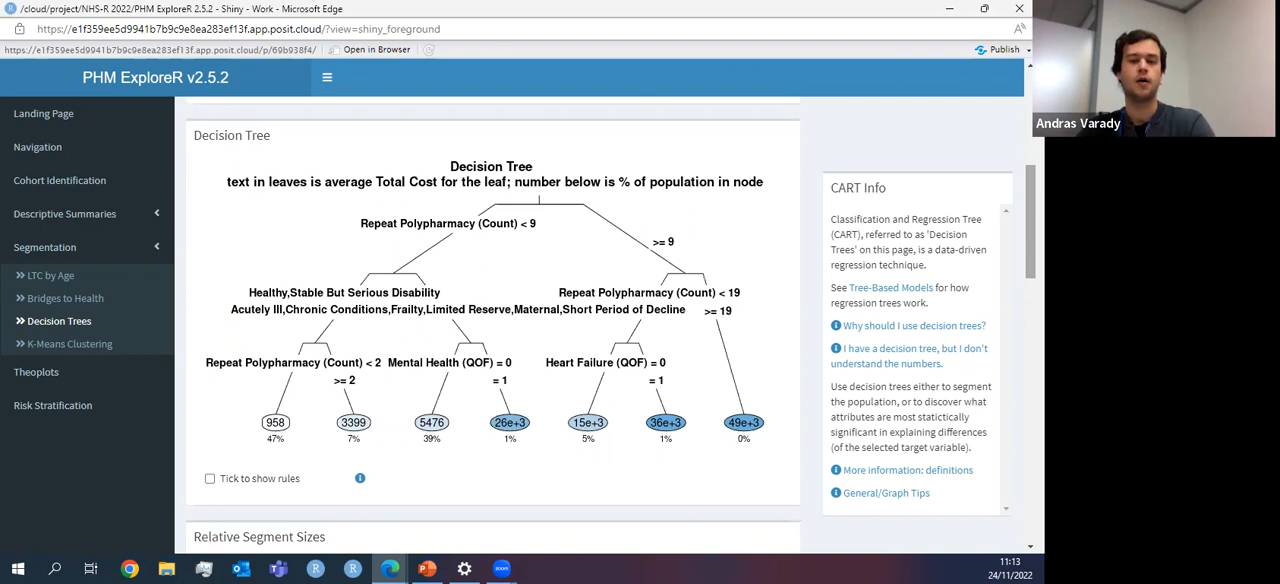 /cloud/project/NHS-R 2022/PHM ExploreR 2.5.2 - Shiny - Work - Microsoft Edge
https://e1f359ee5d9941b7b9c9e8ea283ef13f.app.posit.cloud/?view=shiny_foreground
https://e1f359ee5d9941b7b9c9e8ea283ef13f.app.posit.cloud/p/69b938f4/
Open in Browser
Publish
PHM ExploreR v2.5.2
Landing Page
Navigation
Cohort Identification
Descriptive Summaries
Segmentation
LTC by Age
Bridges to Health
Decision Trees
K-Means Clustering
Theoplots
Risk Stratification
Decision Tree
Decision Tree
text in leaves is average Total Cost for the leaf; number below is % of population in node
Repeat Polypharmacy (Count) < 9
>= 9
Healthy,Stable But Serious Disability
Repeat Polypharmacy (Count) < 19
Acutely Ill,Chronic Conditions,Frailty,Limited Reserve,Maternal,Short Period of Decline
>= 19
Repeat Polypharmacy (Count) < 2
Mental Health (QOF) = 0
Heart Failure (QOF) = 0
>= 2
= 1
= 1
958
3399
5476
26e+3
15e+3
36e+3
49e+3
47%
7%
39%
1%
5%
1%
0%
Tick to show rules
Relative Segment Sizes
CART Info
Classification and Regression Tree
(CART), referred to as 'Decision
Trees' on this page, is a data-driven
regression technique.
See Tree-Based Models for how
regression trees work.
Why should I use decision trees?
I have a decision tree, but I don't
understand the numbers.
Use decision trees either to segment
the population, or to discover what
attributes are most statictically
significant in explaining differences
(of the selected target variable).
More information: definitions
General/Graph Tips
Andras Varady
11:13
24/11/2022